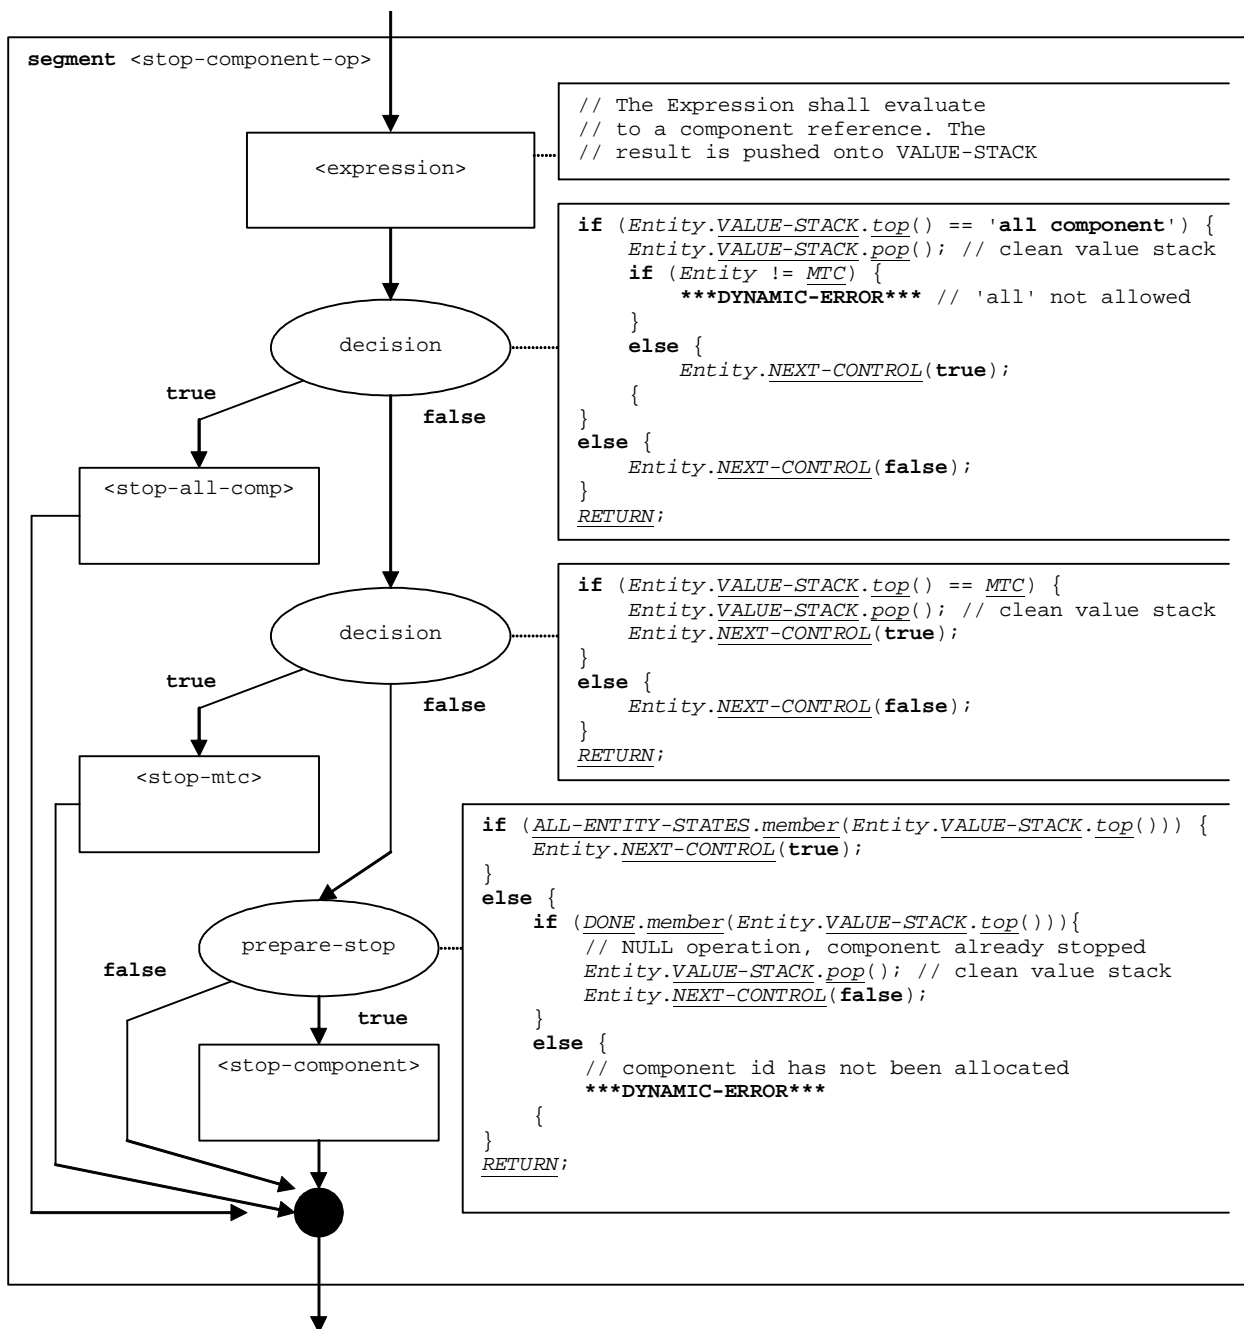 segment <stop-component-op>
// The Expression shall evaluate
// to a component reference. The
// result is pushed onto VALUE-STACK
<expression>
if (Entity.VALUE-STACK.top() == 'all component') {
Entity.VALUE-STACK.pop(); // clean value stack
if (Entity != MTC) {
***DYNAMIC-ERROR*** // 'all' not allowed
}
else {
Entity.NEXT-CONTROL(true);
{
}
else {
Entity.NEXT-CONTROL(false);
}
RETURN;
decision
true
false
<stop-all-comp>
if (Entity.VALUE-STACK.top() == MTC) {
Entity.VALUE-STACK.pop(); // clean value stack
Entity.NEXT-CONTROL(true);
}
else {
Entity.NEXT-CONTROL(false);
}
RETURN;
decision
true
false
<stop-mtc>
if (ALL-ENTITY-STATES.member(Entity.VALUE-STACK.top())) {
Entity.NEXT-CONTROL(true);
}
else {
if (DONE.member(Entity.VALUE-STACK.top())){
// NULL operation, component already stopped
Entity.VALUE-STACK.pop(); // clean value stack
Entity.NEXT-CONTROL(false);
}
else {
// component id has not been allocated
***DYNAMIC-ERROR***
{
}
RETURN;
prepare-stop
false
true
<stop-component>